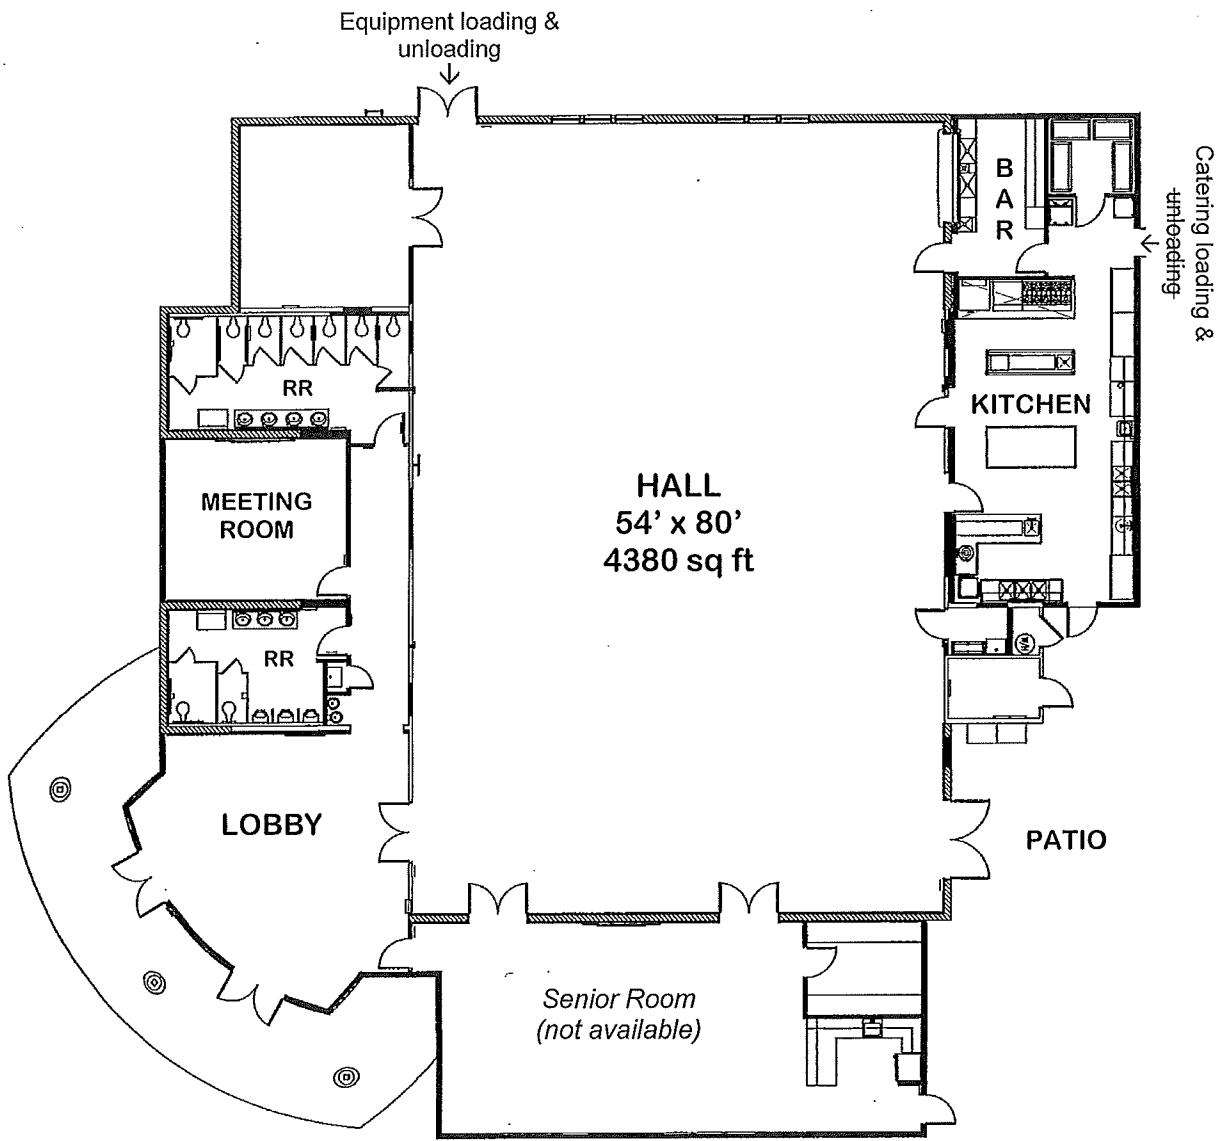 Equipment loading &
unloading
Catering loading &
unloading
B
A
R
RR
KITCHEN
MEETING
ROOM
HALL
54’ x 80’
4380 sq ft
RR
WH
LOBBY
PATIO
Senior Room
(not available)